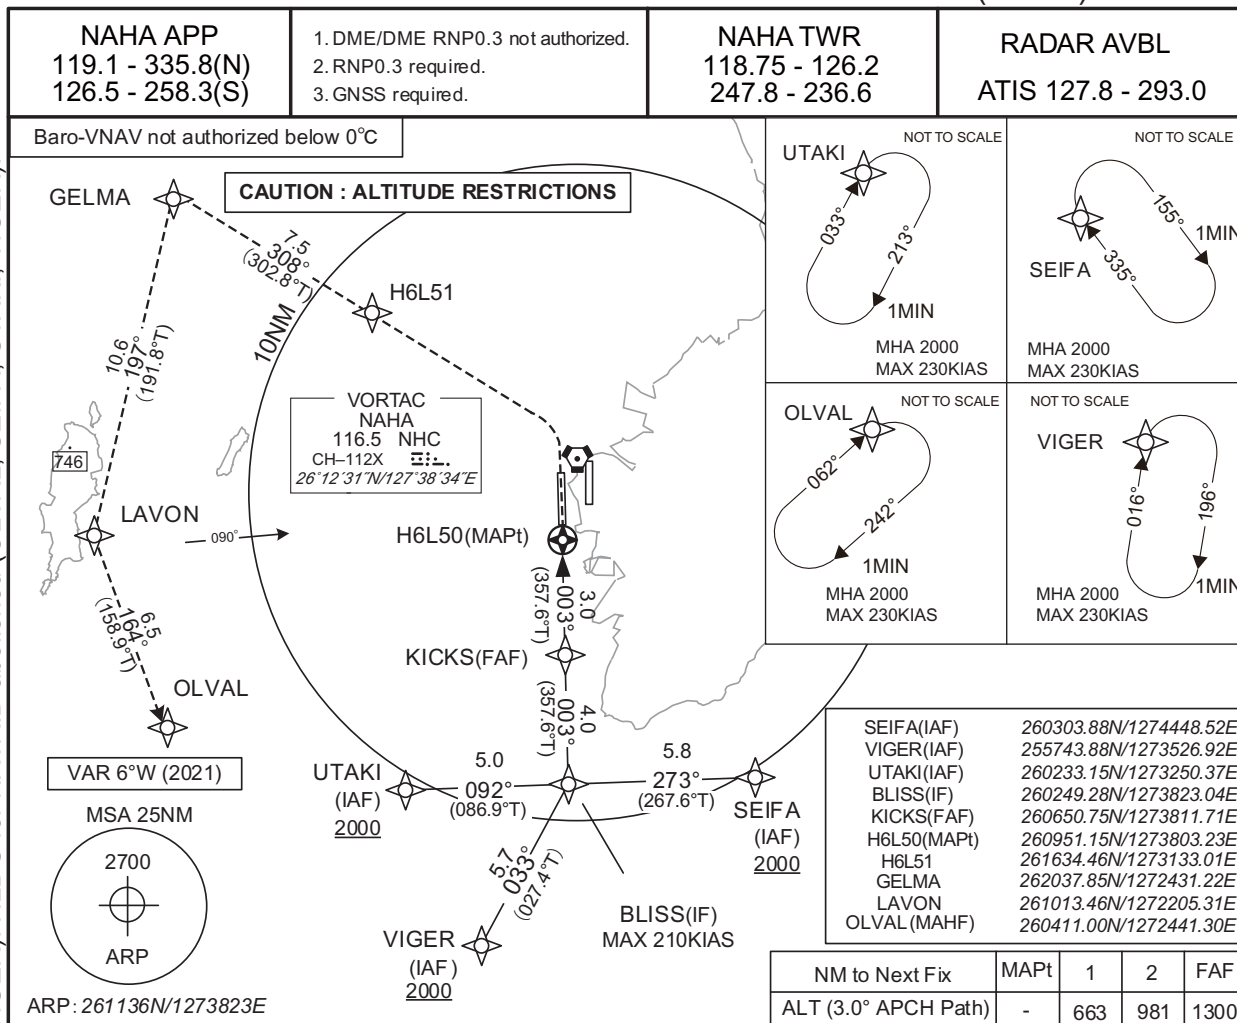 NAHA APP
119.1 - 335.8(N)
126.5 - 258.3(S)
1. DME/DME RNP0.3 not authorized.
2. RNP0.3 required.
3. GNSS required.
NAHA TWR
118.75 - 126.2
247.8 - 236.6
RADAR AVBL
ATIS 127.8 - 293.0
Baro-VNAV not authorized below 0°C
CAUTION : ALTITUDE RESTRICTIONS
GELMA
7.5
308°
(302.8°T)
H6L51
10NM
10.6
197°
(191.8°T)
VORTAC
NAHA
116.5 NHC
CH–112X
26°12´31˝N/127°38´34˝E
746
LAVON
090°
H6L50(MAPt)
3.0
003°
(357.6°T)
6.5
164°
(158.9°T)
KICKS(FAF)
OLVAL
4.0
003°
(357.6°T)
VAR 6°W (2021)
UTAKI
(IAF)
2000
5.0
092°
(086.9°T)
5.8
273°
(267.6°T)
SEIFA
(IAF)
2000
5.7
033°
(027.4°T)
BLISS(IF)
MAX 210KIAS
VIGER
(IAF)
2000
MSA 25NM
2700
ARP
ARP: 261136N/1273823E
NOT TO SCALE
UTAKI
033°
213°
1MIN
MHA 2000
MAX 230KIAS
NOT TO SCALE
155°
1MIN
SEIFA
335°
MHA 2000
MAX 230KIAS
NOT TO SCALE
OLVAL
062°
242°
1MIN
MHA 2000
MAX 230KIAS
NOT TO SCALE
VIGER
016°
196°
1MIN
MHA 2000
MAX 230KIAS
SEIFA(IAF) 260303.88N/1274448.52E
VIGER(IAF) 255743.88N/1273526.92E
UTAKI(IAF) 260233.15N/1273250.37E
BLISS(IF) 260249.28N/1273823.04E
KICKS(FAF) 260650.75N/1273811.71E
H6L50(MAPt) 260951.15N/1273803.23E
H6L51 261634.46N/1273133.01E
GELMA 262037.85N/1272431.22E
LAVON 261013.46N/1272205.31E
OLVAL(MAHF) 260411.00N/1272441.30E
NM to Next Fix MAPt 1 2 FAF
ALT (3.0° APCH Path) - 663 981 1300